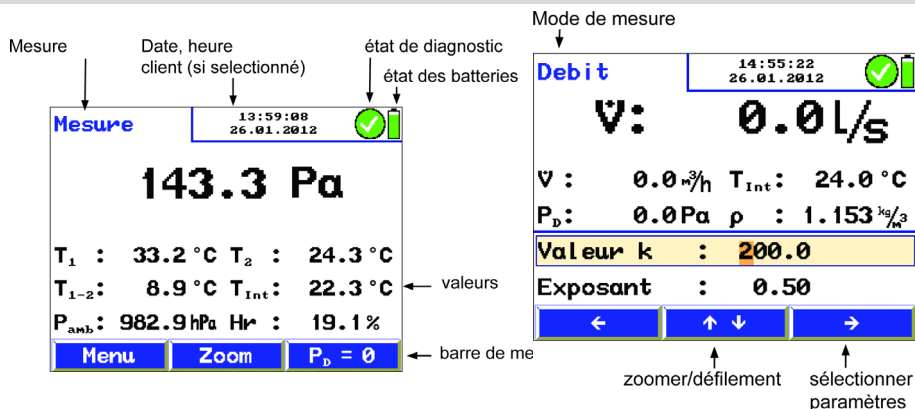 Mesure
Date, heure
client (si selectionné)
état de diagnostic
état des batteries
Mesure
13:59:08
26.01.2012
143.3 Pa
T1 : 33.2 °C T2 : 24.3 °C
T1-2: 8.9 °C TInt: 22.3 °C
valeurs
Pamb: 982.9 hPa Hr : 19.1 %
Menu Zoom PD = 0
barre de me
Mode de mesure
Debit
14:55:22
26.01.2012
V̇: 0.0 l/s
V̇ : 0.0 m³/h TInt: 24.0 °C
PD: 0.0 Pa ρ : 1.153 kg/m³
Valeur k : 200.0
Exposant : 0.50
← ↑ ↓ →
zoomer/défilement
sélectionner
paramètres